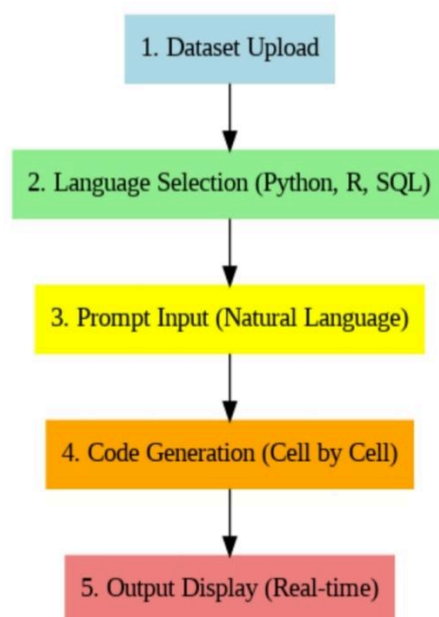 1. Dataset Upload
2. Language Selection (Python, R, SQL)
3. Prompt Input (Natural Language)
4. Code Generation (Cell by Cell)
5. Output Display (Real-time)